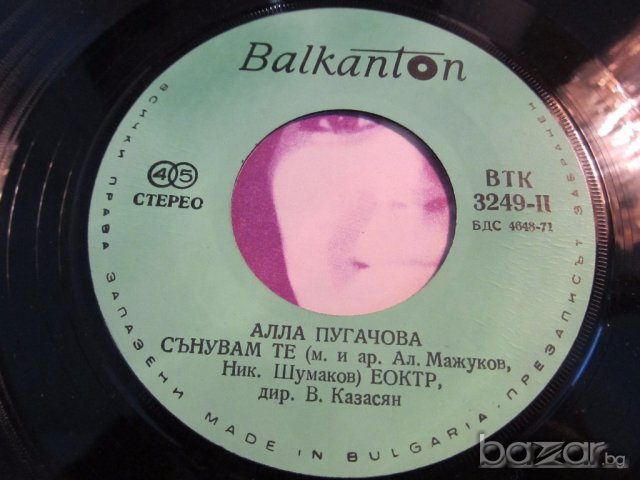 Balkanton
45
СТЕРЕО
ВТК
3249-II
БДС 4648-71
АЛЛА ПУГАЧОВА
СЪНУВАМ ТЕ (м. и ар. Ал. Мажуков,
Ник. Шумаков) ЕОКТР,
дир. В. Казасян
ВСИЧКИ ПРАВА ЗАПАЗЕНИ MADE IN BULGARIA · ПРЕЗАПИСЪТ ЗАБРАНЕН
bazar.bg